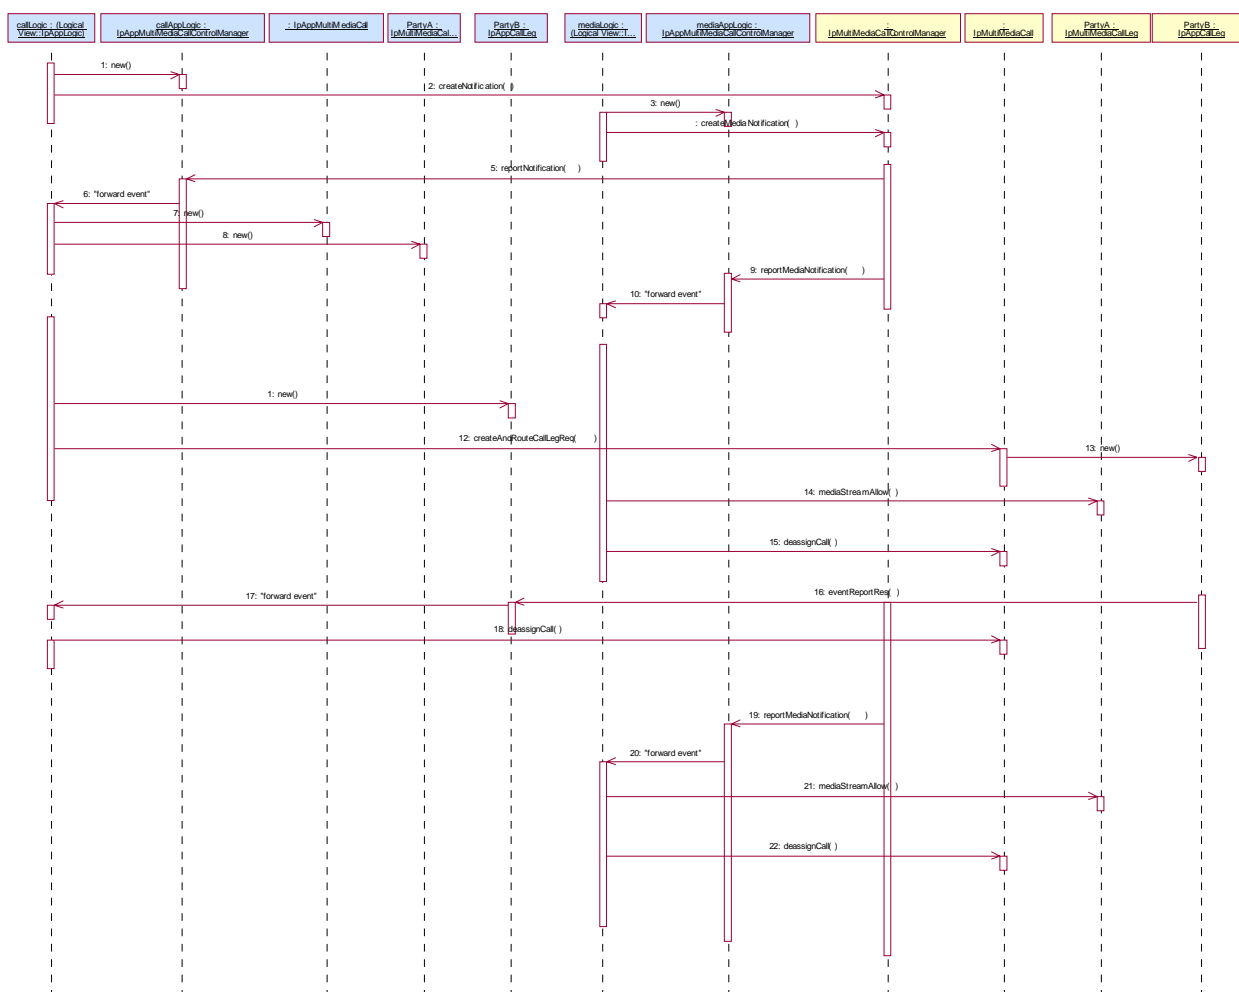 callLogic : (Logical
View::IpAppLogic)
callAppLogic :
IpAppMultiMediaCallControlManager
: IpAppMultiMediaCall
PartyA :
IpMultiMediaCal...
PartyB :
IpAppCallLeg
mediaLogic :
(Logical View::T...
mediaAppLogic :
IpAppMultiMediaCallControlManager
:
IpMultiMediaCallControlManager
:
IpMultiMediaCall
PartyA :
IpMultiMediaCallLeg
PartyB :
IpAppCallLeg
1: new()
2: createNotification( )
3: new()
: createMediaNotification( )
5: reportNotification( )
6: "forward event"
7: new()
8: new()
9: reportMediaNotification( )
10: "forward event"
1: new()
12: createAndRouteCallLegReq( )
13: new()
14: mediaStreamAllow( )
15: deassignCall( )
16: eventReportRes( )
17: "forward event"
18: deassignCall( )
19: reportMediaNotification( )
20: "forward event"
21: mediaStreamAllow( )
22: deassignCall( )